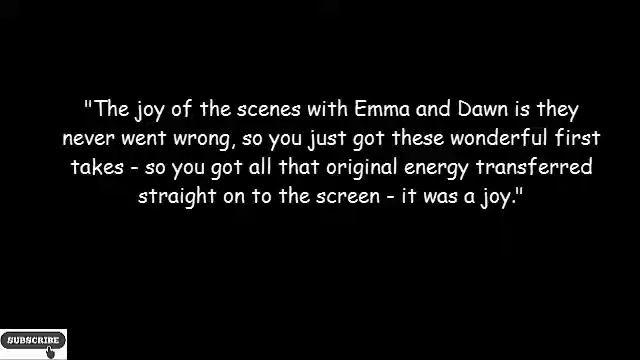 "The joy of the scenes with Emma and Dawn is they
never went wrong, so you just got these wonderful first
takes - so you got all that original energy transferred
straight on to the screen - it was a joy."
SUBSCRIBE